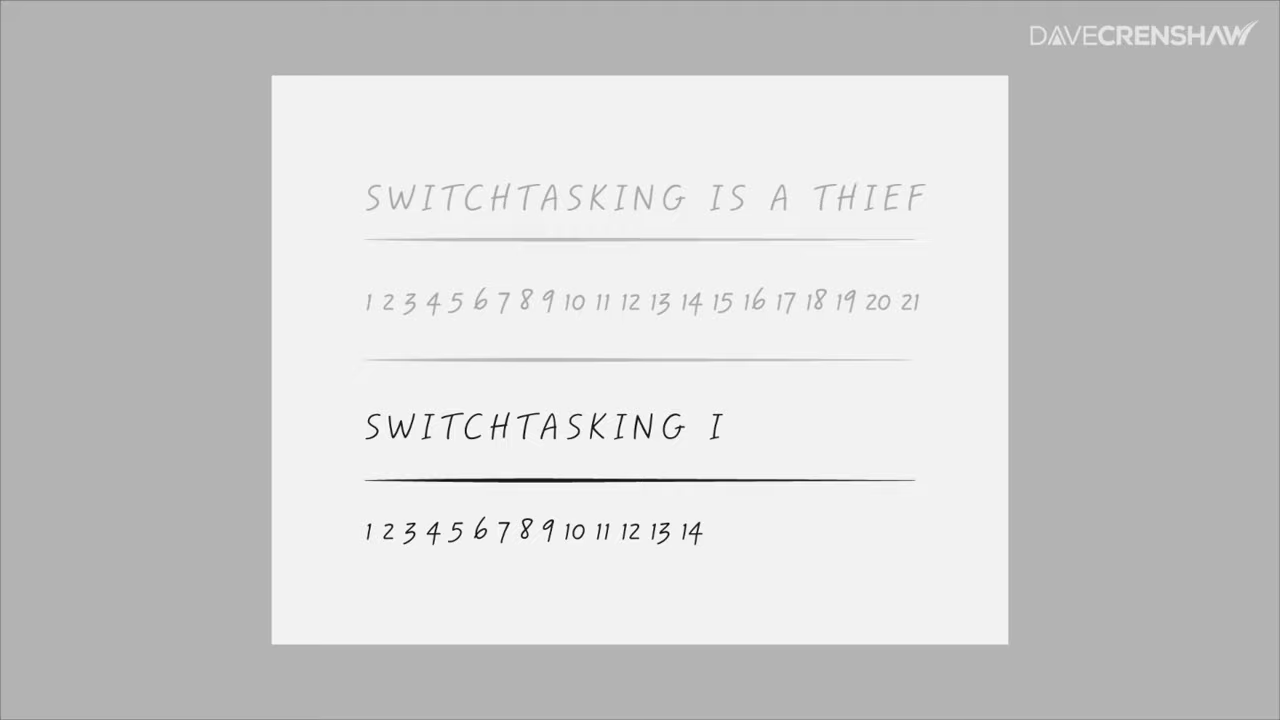 DAVECRENSHAW
SWITCHTASKING IS A THIEF
1 2 3 4 5 6 7 8 9 10 11 12 13 14 15 16 17 18 19 20 21
SWITCHTASKING I
1 2 3 4 5 6 7 8 9 10 11 12 13 14